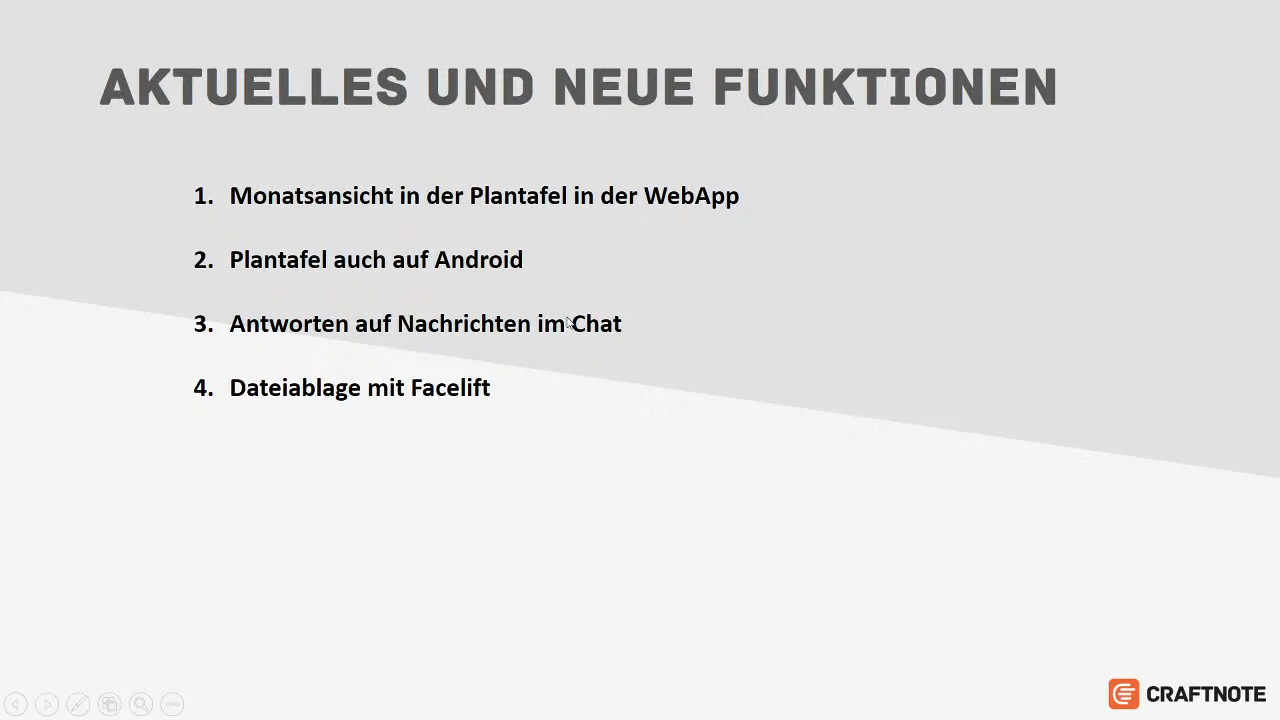 AKTUELLES UND NEUE FUNKTIONEN
1. Monatsansicht in der Plantafel in der WebApp
2. Plantafel auch auf Android
3. Antworten auf Nachrichten im Chat
4. Dateiablage mit Facelift
CRAFTNOTE